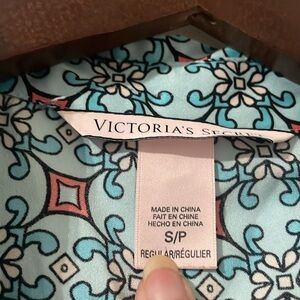 VICTORIA'S SECRET
MADE IN CHINA
FAIT EN CHINE
HECHO EN CHINA
S/P
REGULAR/RÉGULIER